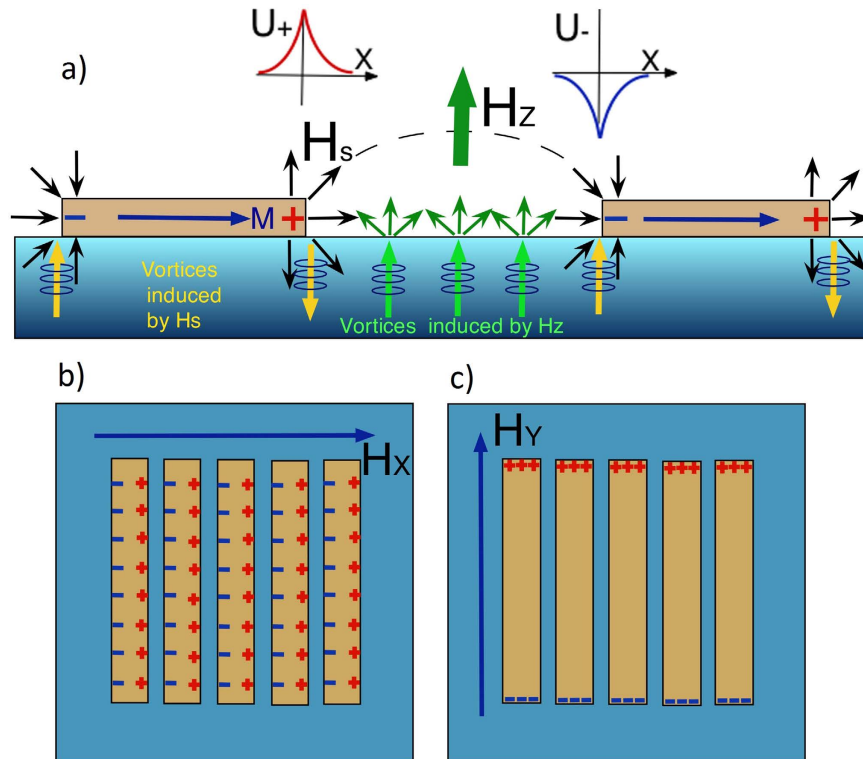 a)
U+
X
U-
X
Hs
HZ
- M + - +
Vortices
induced
by Hs
Vortices induced by Hz
b)
c)
HX
HY
- + - + - + - + - +
- + - + - + - + - +
- + - + - + - + - +
- + - + - + - + - +
- + - + - + - + - +
- + - + - + - + - +
- + - + - + - + - +
- + - + - + - + - +
+++ +++ +++ +++ +++
--- --- --- --- ---